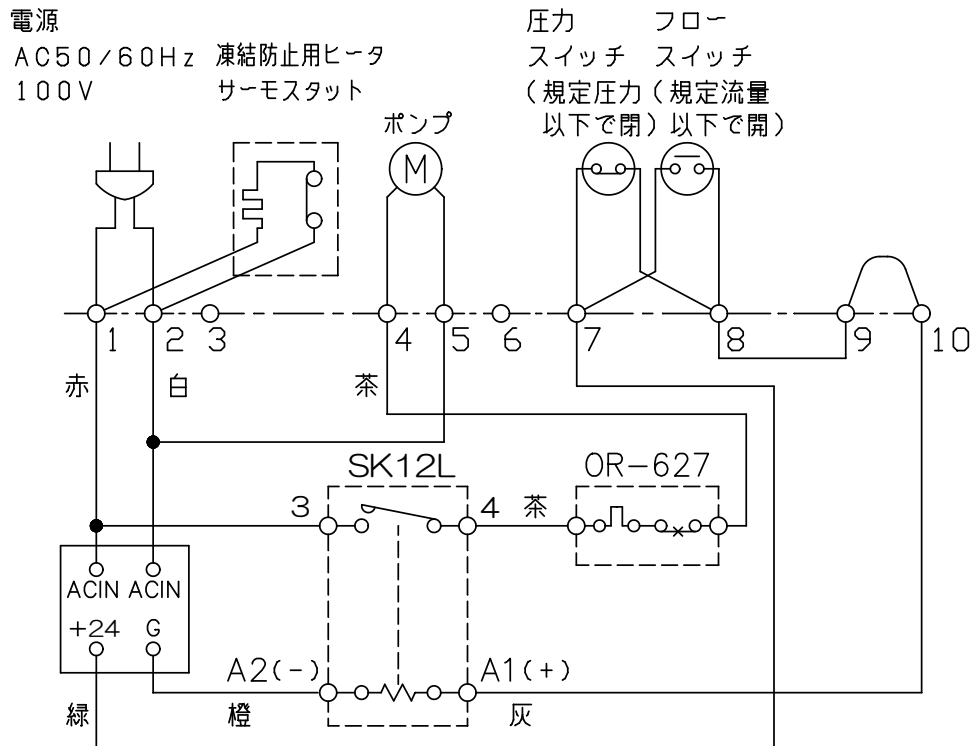 電源
AC50/60Hz
100V
凍結防止用ヒータ
サーモスタット
ポンプ
M
圧力
スイッチ
(規定圧力
以下で閉)
フロー
スイッチ
(規定流量
以下で開)
1
2
3
4
5
6
7
8
9
10
赤
白
茶
SK12L
OR-627
3
4
茶
ACIN
ACIN
+24
G
A2(-)
A1(+)
緑
橙
灰